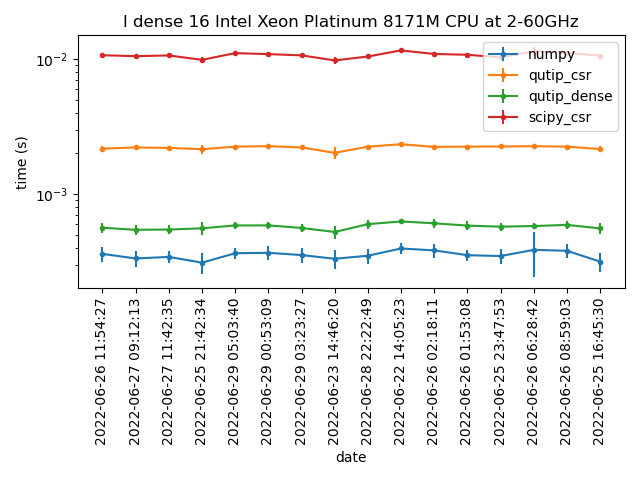 l dense 16 Intel Xeon Platinum 8171M CPU at 2-60GHz
numpy
qutip_csr
qutip_dense
scipy_csr
10⁻²
10⁻³
time (s)
2022-06-26 11:54:27
2022-06-27 09:12:13
2022-06-27 11:42:35
2022-06-25 21:42:34
2022-06-29 05:03:40
2022-06-29 00:53:09
2022-06-29 03:23:27
2022-06-23 14:46:20
2022-06-28 22:22:49
2022-06-22 14:05:23
2022-06-26 02:18:11
2022-06-26 01:53:08
2022-06-25 23:47:53
2022-06-26 06:28:42
2022-06-26 08:59:03
2022-06-25 16:45:30
date